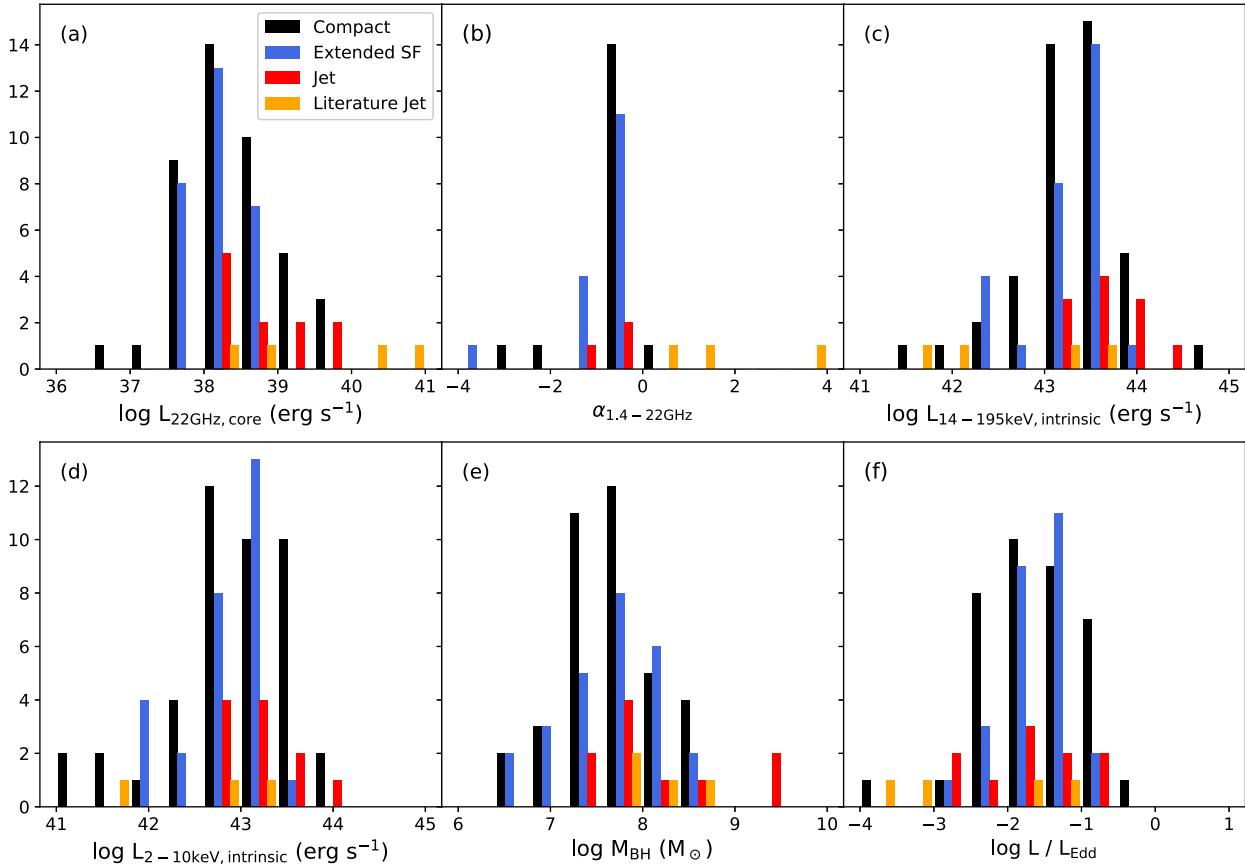 (a)
Compact
Extended SF
Jet
Literature Jet
(b)
(c)
0 2 4 6 8 10 12 14
36 37 38 39 40 41
−4 −2 0 2 4
41 42 43 44 45
log L22GHz, core (erg s−1)
α1.4−22GHz
log L14−195keV, intrinsic (erg s−1)
(d)
(e)
(f)
0 2 4 6 8 10 12
41 42 43 44 45
6 7 8 9 10
−4 −3 −2 −1 0 1
log L2−10keV, intrinsic (erg s−1)
log MBH (M⊙)
log L / LEdd